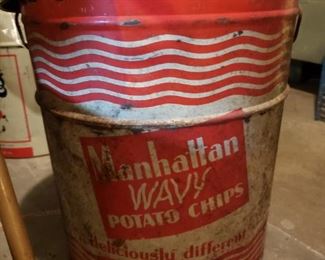 Manhattan
WAVY
POTATO CHIPS
deliciously different